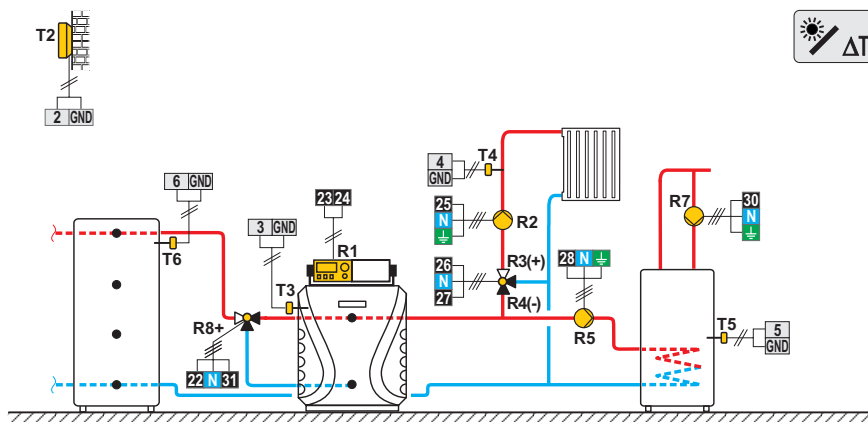 T2
ΔT
2 GND
4
GND
T4
6 GND
23 24
25
N
R2
R7
30
N
3 GND
R1
T6
R3(+)
28 N
26
N
27
T3
R4(-)
R8+
R5
T5
5
GND
22 N 31